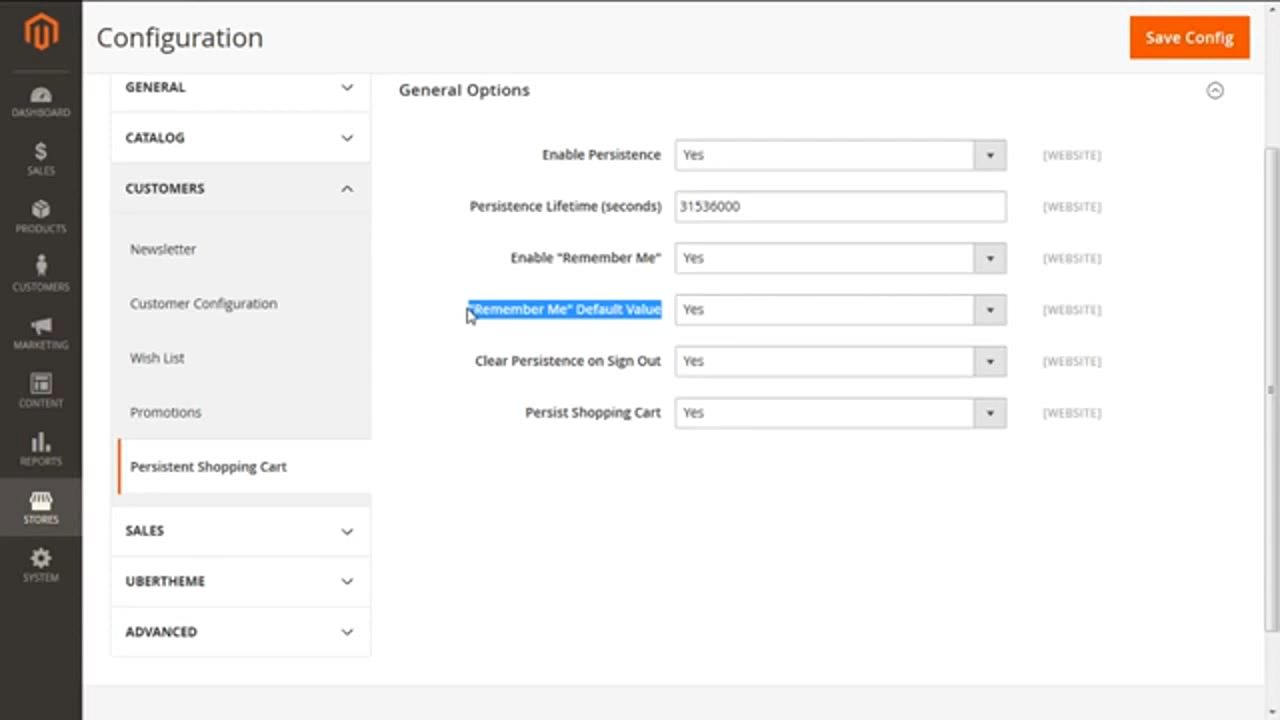 Configuration
Save Config
DASHBOARD
SALES
PRODUCTS
CUSTOMERS
MARKETING
CONTENT
REPORTS
STORES
SYSTEM
GENERAL
CATALOG
CUSTOMERS
Newsletter
Customer Configuration
Wish List
Promotions
Persistent Shopping Cart
SALES
UBERTHEME
ADVANCED
General Options
Enable Persistence Yes [WEBSITE]
Persistence Lifetime (seconds) 31536000 [WEBSITE]
Enable "Remember Me" Yes [WEBSITE]
"Remember Me" Default Value Yes [WEBSITE]
Clear Persistence on Sign Out Yes [WEBSITE]
Persist Shopping Cart Yes [WEBSITE]